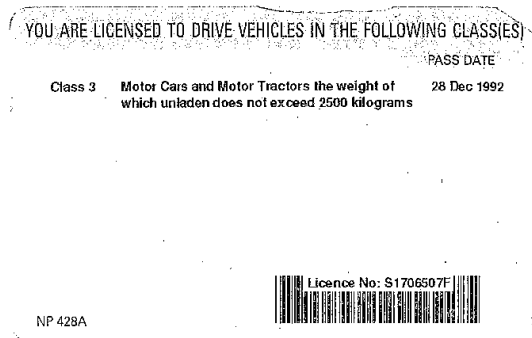 YOU ARE LICENSED TO DRIVE VEHICLES IN THE FOLLOWING CLASS(ES)
PASS DATE
Class 3 Motor Cars and Motor Tractors the weight of 28 Dec 1992
which unladen does not exceed 2500 kilograms
Licence No: S1706507F
NP 428A